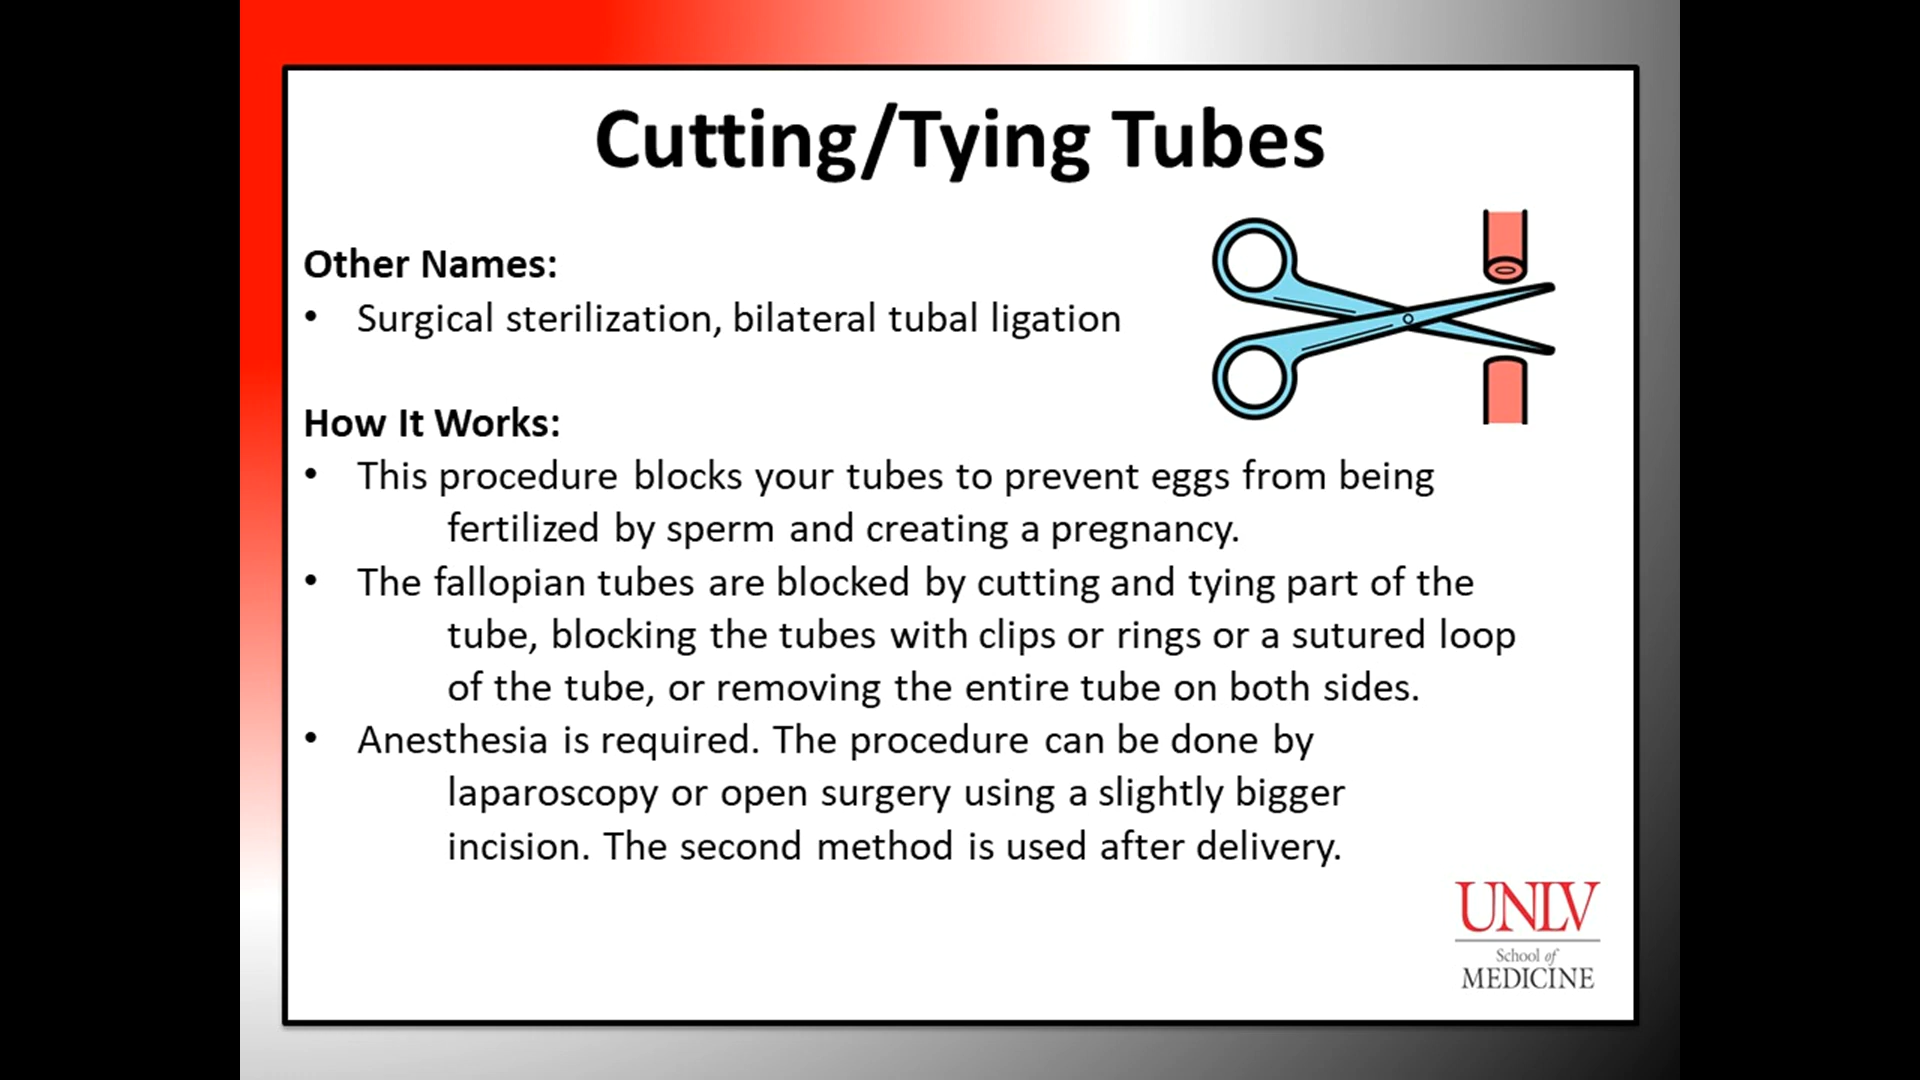 Cutting/Tying Tubes
Other Names:
• Surgical sterilization, bilateral tubal ligation
How It Works:
• This procedure blocks your tubes to prevent eggs from being
fertilized by sperm and creating a pregnancy.
• The fallopian tubes are blocked by cutting and tying part of the
tube, blocking the tubes with clips or rings or a sutured loop
of the tube, or removing the entire tube on both sides.
• Anesthesia is required. The procedure can be done by
laparoscopy or open surgery using a slightly bigger
incision. The second method is used after delivery.
UNLV
School of
MEDICINE